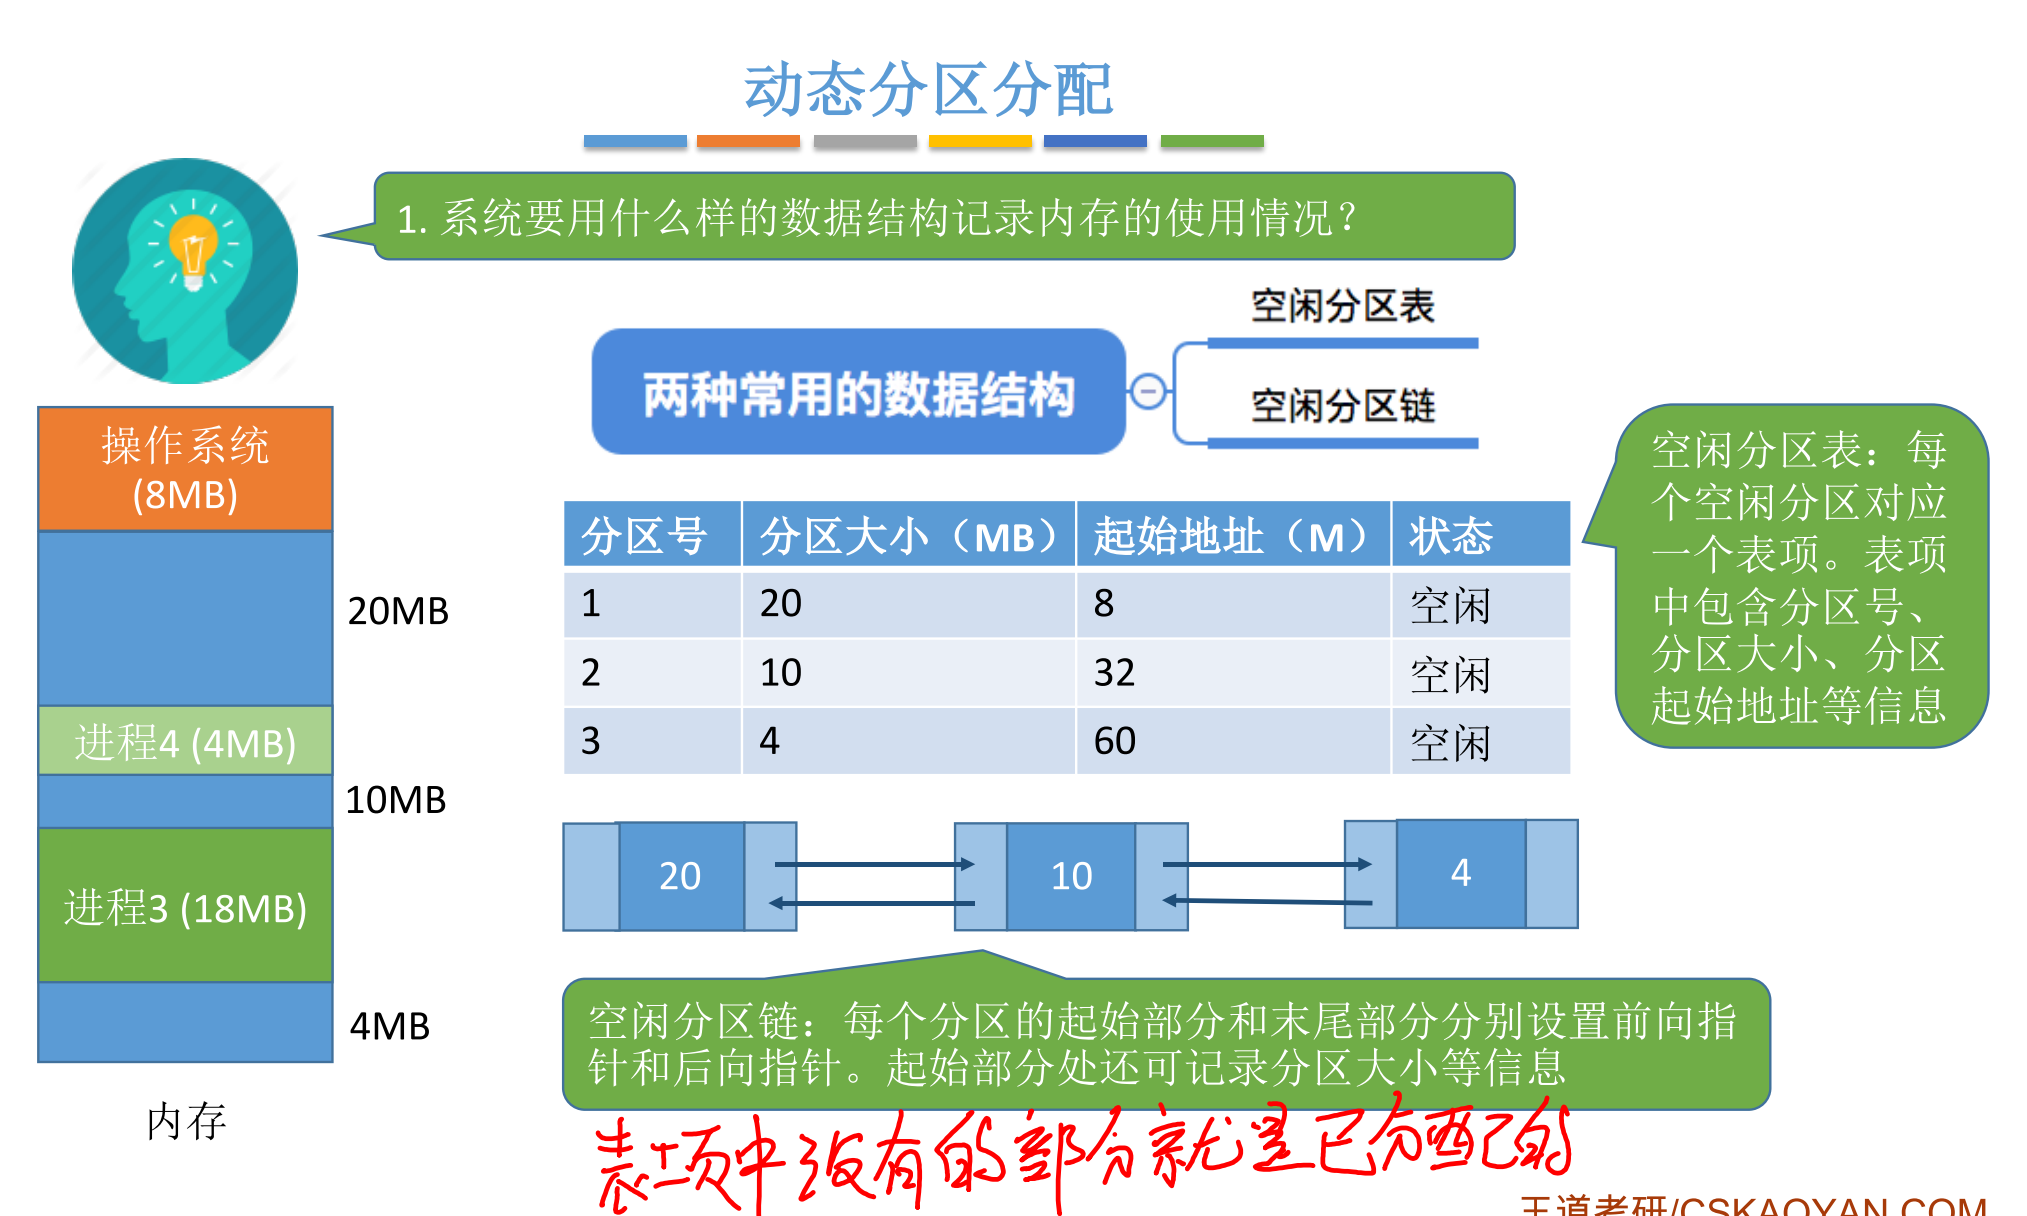 动态分区分配
1. 系统要用什么样的数据结构记录内存的使用情况？
空闲分区表
两种常用的数据结构
空闲分区链
操作系统
(8MB)
20MB
进程4 (4MB)
10MB
进程3 (18MB)
4MB
内存
分区号 分区大小（MB） 起始地址（M） 状态
1 20 8 空闲
2 10 32 空闲
3 4 60 空闲
空闲分区表：每
个空闲分区对应
一个表项。表项
中包含分区号、
分区大小、分区
起始地址等信息
20 10 4
空闲分区链：每个分区的起始部分和末尾部分分别设置前向指
针和后向指针。起始部分处还可记录分区大小等信息
表项中没有的部分就是已分配的
王道考研/CSKAOYAN.COM